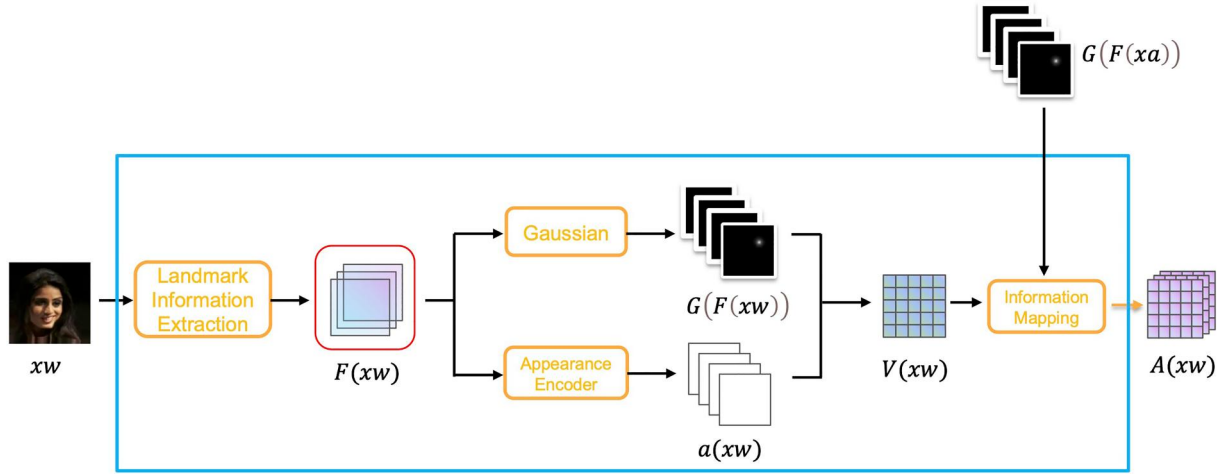 G(F(xa))
Gaussian
Landmark
Information
Extraction
G(F(xw))
Information
Mapping
xw
F(xw)
Appearance
Encoder
V(xw)
A(xw)
a(xw)